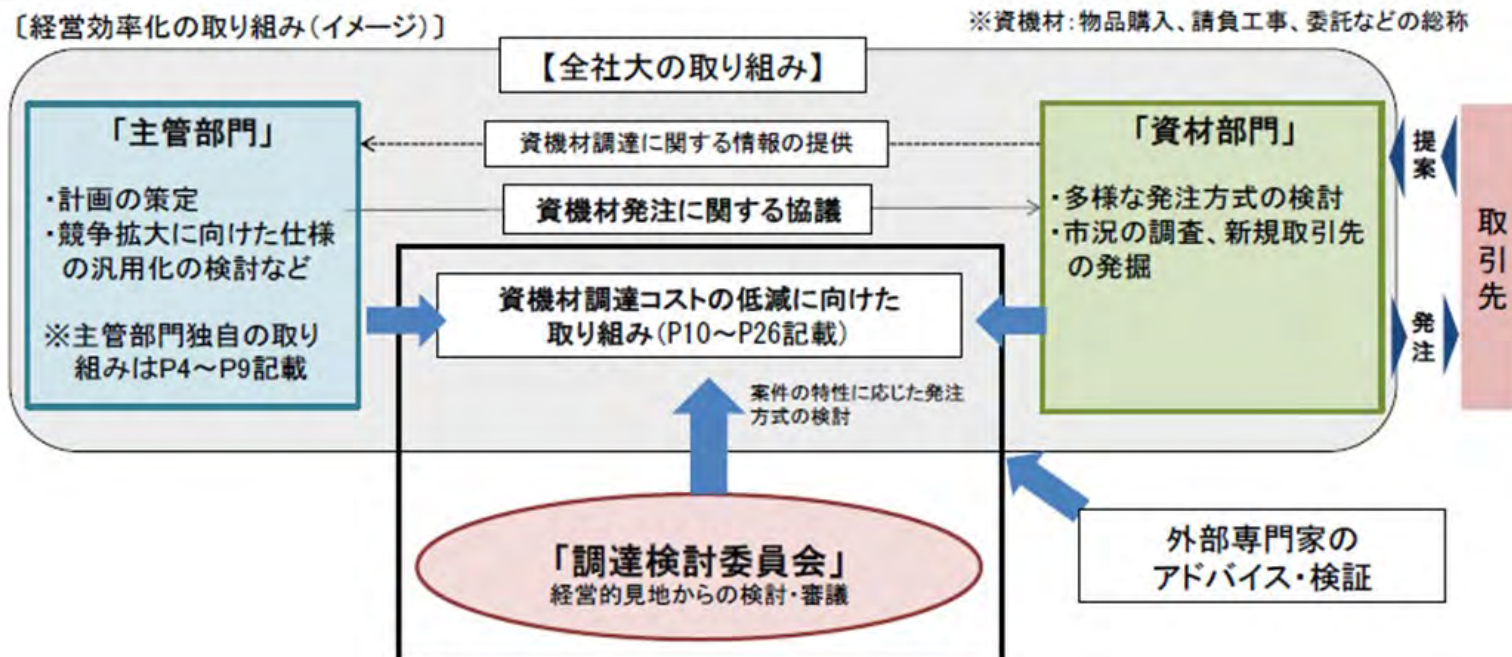 〔経営効率化の取り組み(イメージ)〕
※資機材:物品購入、請負工事、委託などの総称
【全社大の取り組み】
「主管部門」
・計画の策定
・競争拡大に向けた仕様
の汎用化の検討など
※主管部門独自の取り
組みはP4～P9記載
資機材調達に関する情報の提供
資機材発注に関する協議
資機材調達コストの低減に向けた
取り組み(P10～P26記載)
案件の特性に応じた発注
方式の検討
「資材部門」
・多様な発注方式の検討
・市況の調査、新規取引先
の発掘
提案
発注
取引先
「調達検討委員会」
経営的見地からの検討・審議
外部専門家の
アドバイス・検証